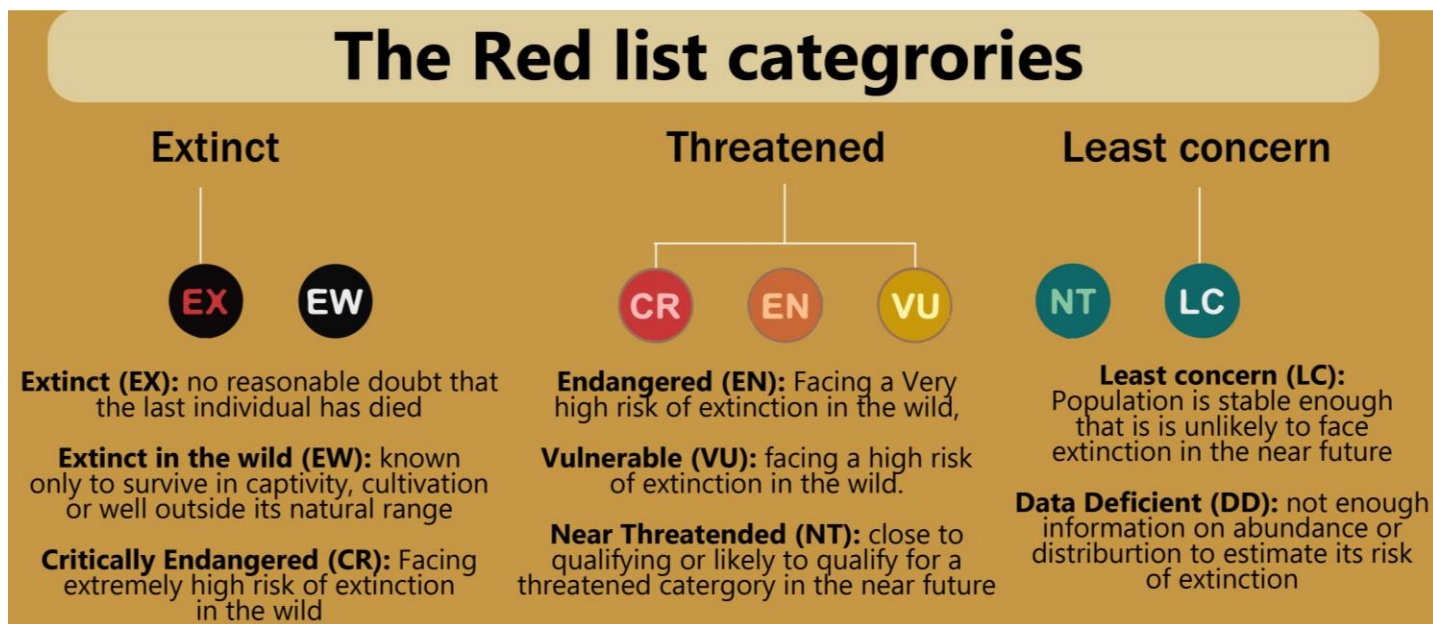 The Red list categrories
Extinct
Threatened
Least concern
EX
EW
CR
EN
VU
NT
LC
Extinct (EX): no reasonable doubt that
the last individual has died
Extinct in the wild (EW): known
only to survive in captivity, cultivation
or well outside its natural range
Critically Endangered (CR): Facing
extremely high risk of extinction
in the wild
Endangered (EN): Facing a Very
high risk of extinction in the wild,
Vulnerable (VU): facing a high risk
of extinction in the wild.
Near Threatended (NT): close to
qualifying or likely to qualify for a
threatened catergory in the near future
Least concern (LC):
Population is stable enough
that is is unlikely to face
extinction in the near future
Data Deficient (DD): not enough
information on abundance or
distriburtion to estimate its risk
of extinction